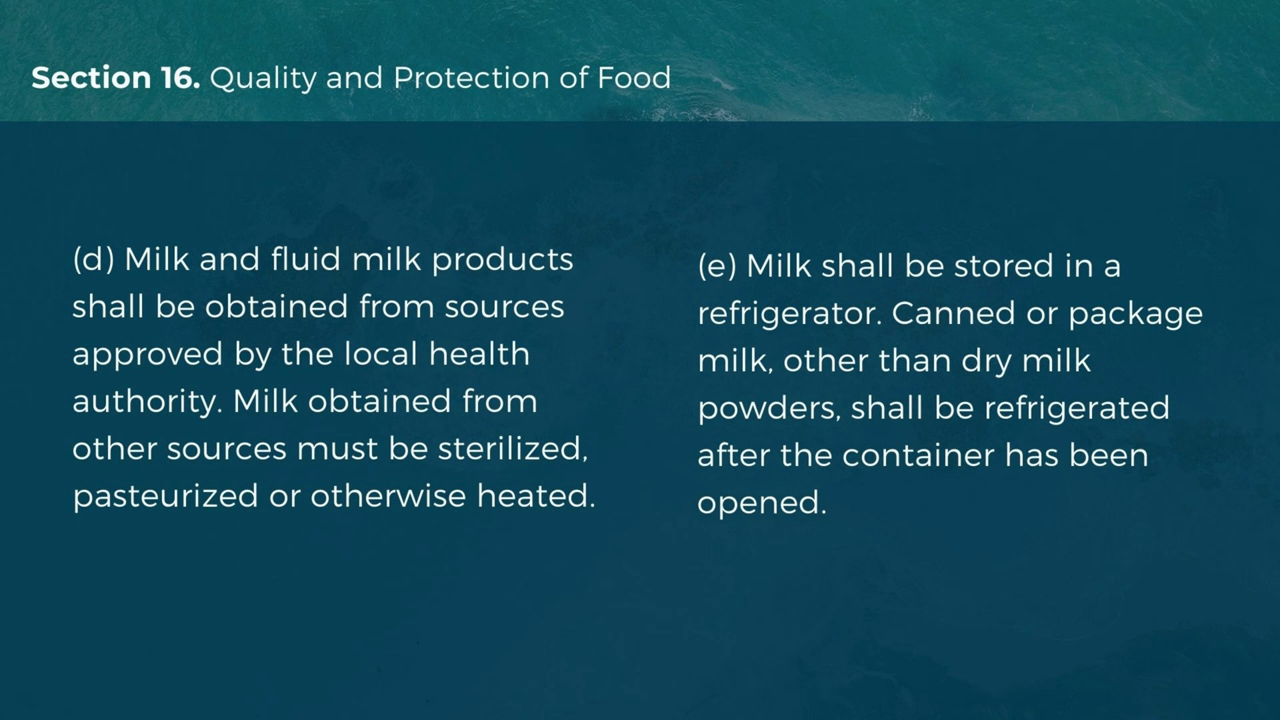 Section 16. Quality and Protection of Food
(d) Milk and fluid milk products
shall be obtained from sources
approved by the local health
authority. Milk obtained from
other sources must be sterilized,
pasteurized or otherwise heated.
(e) Milk shall be stored in a
refrigerator. Canned or package
milk, other than dry milk
powders, shall be refrigerated
after the container has been
opened.